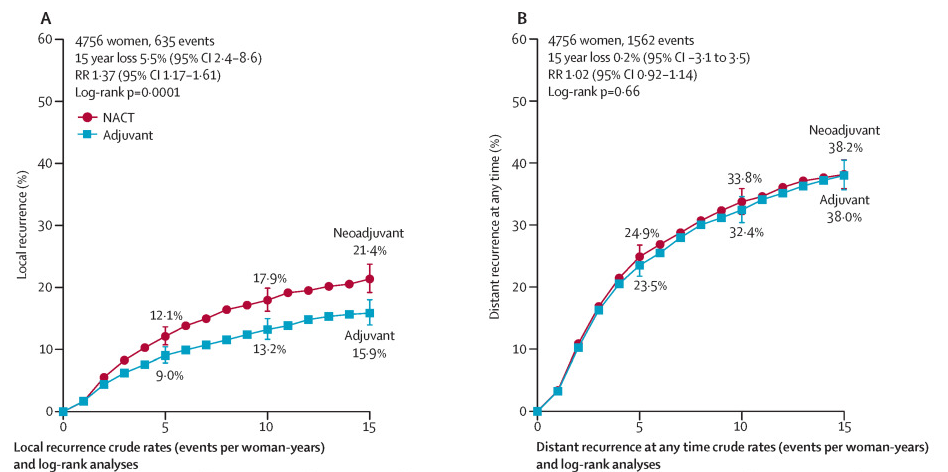 A
60
50
40
30
20
10
0
Local recurrence (%)
4756 women, 635 events
15 year loss 5·5% (95% CI 2·4–8·6)
RR 1·37 (95% CI 1·17–1·61)
Log-rank p=0·0001
NACT
Adjuvant
12·1%
9·0%
17·9%
13·2%
Neoadjuvant
21·4%
Adjuvant
15·9%
0
5
10
15
Local recurrence crude rates (events per woman-years)
and log-rank analyses
B
60
50
40
30
20
10
0
Distant recurrence at any time (%)
4756 women, 1562 events
15 year loss 0·2% (95% CI –3·1 to 3·5)
RR 1·02 (95% CI 0·92–1·14)
Log-rank p=0·66
24·9%
23·5%
33·8%
32·4%
Neoadjuvant
38·2%
Adjuvant
38·0%
0
5
10
15
Distant recurrence at any time crude rates (events per woman-years)
and log-rank analyses